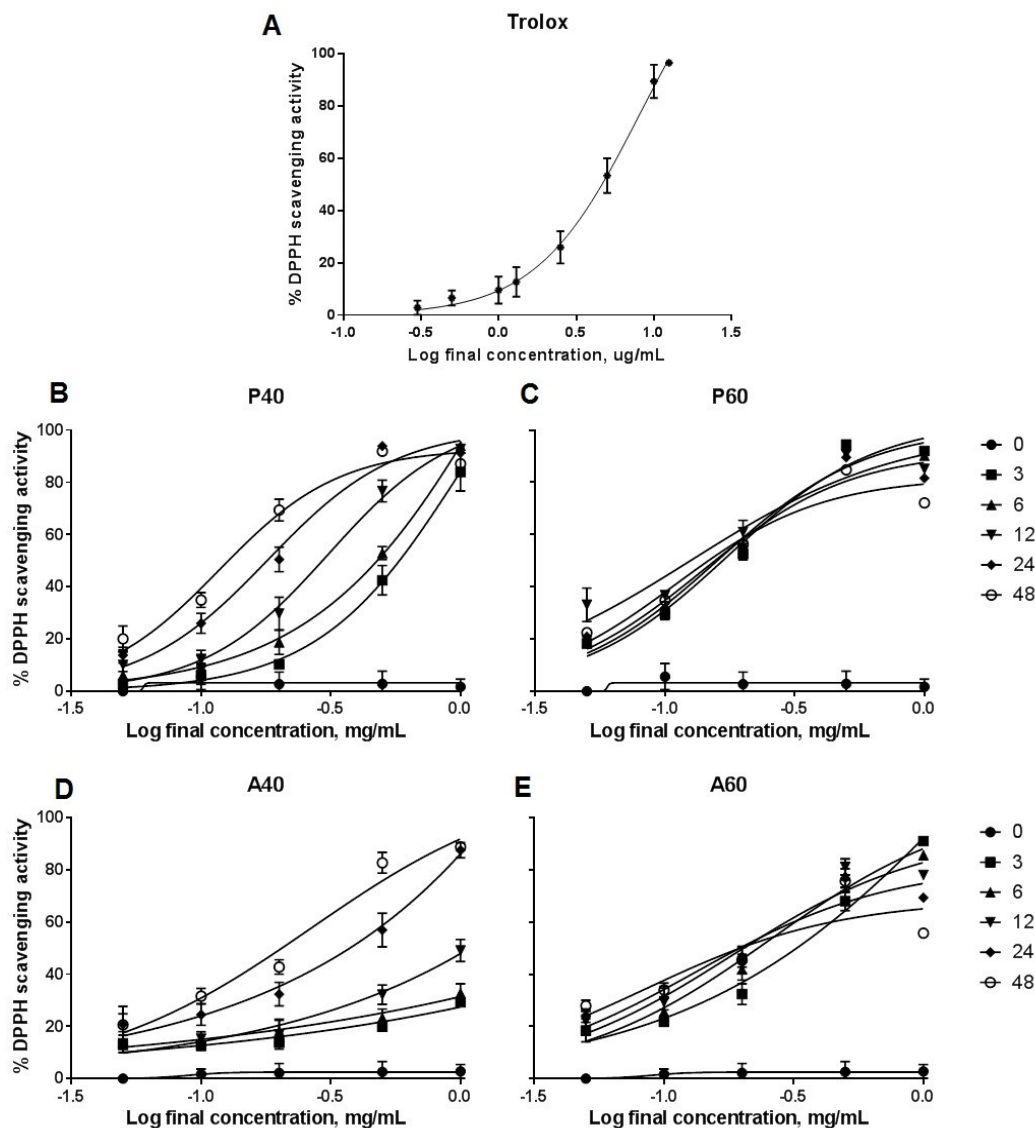 A
Trolox
% DPPH scavenging activity
100
80
60
40
20
0
-1.0
-0.5
0.0
0.5
1.0
1.5
Log final concentration, ug/mL
B
P40
% DPPH scavenging activity
100
80
60
40
20
0
-1.5
-1.0
-0.5
0.0
Log final concentration, mg/mL
C
P60
-1.5
-1.0
-0.5
0.0
Log final concentration, mg/mL
0
3
6
12
24
48
D
A40
% DPPH scavenging activity
100
80
60
40
20
0
-1.5
-1.0
-0.5
0.0
Log final concentration, mg/mL
E
A60
-1.5
-1.0
-0.5
0.0
Log final concentration, mg/mL
0
3
6
12
24
48